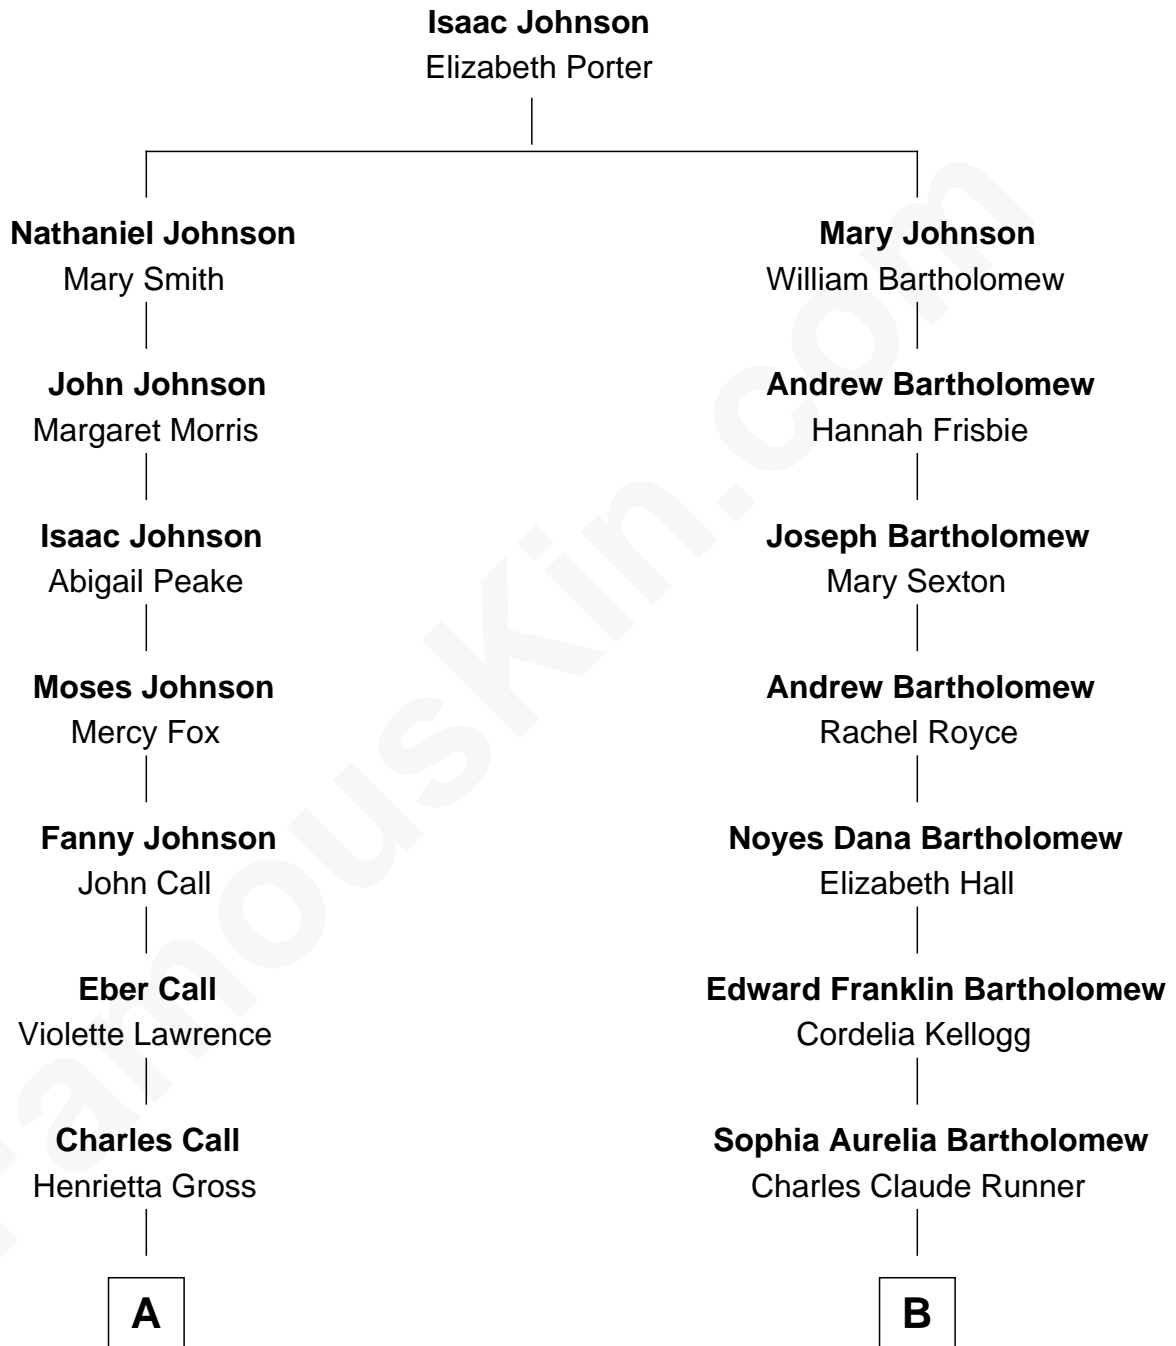 Isaac Johnson
Elizabeth Porter
Nathaniel Johnson
Mary Smith
Mary Johnson
William Bartholomew
John Johnson
Margaret Morris
Andrew Bartholomew
Hannah Frisbie
Isaac Johnson
Abigail Peake
Joseph Bartholomew
Mary Sexton
Moses Johnson
Mercy Fox
Andrew Bartholomew
Rachel Royce
Fanny Johnson
John Call
Noyes Dana Bartholomew
Elizabeth Hall
Eber Call
Violette Lawrence
Edward Franklin Bartholomew
Cordelia Kellogg
Charles Call
Henrietta Gross
Sophia Aurelia Bartholomew
Charles Claude Runner
A
B
FamousKin.com